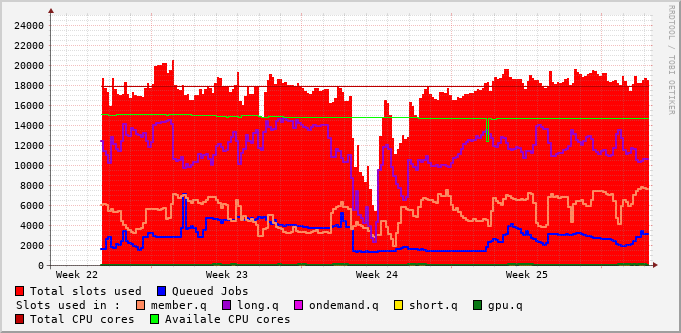 24000
22000
20000
18000
16000
14000
12000
10000
8000
6000
4000
2000
0
Week 22 Week 23 Week 24 Week 25
RRDTOOL / TOBI OETIKER
Total slots used Queued Jobs
Slots used in : member.q long.q ondemand.q short.q gpu.q
Total CPU cores Availale CPU cores